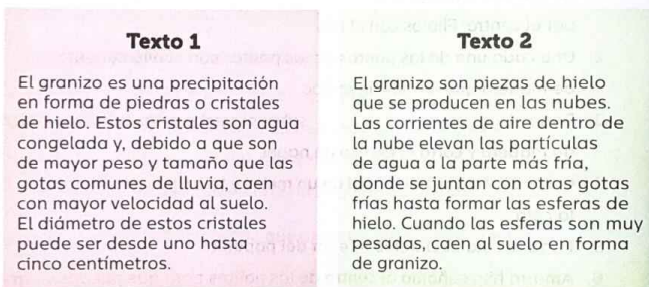 Texto 1
El granizo es una precipitación
en forma de piedras o cristales
de hielo. Estos cristales son agua
congelada y, debido a que son
de mayor peso y tamaño que las
gotas comunes de lluvia, caen
con mayor velocidad al suelo.
El diámetro de estos cristales
puede ser desde uno hasta
cinco centímetros.
Texto 2
El granizo son piezas de hielo
que se producen en las nubes.
Las corrientes de aire dentro de
la nube elevan las partículas
de agua a la parte más fría,
donde se juntan con otras gotas
frías hasta formar las esferas de
hielo. Cuando las esferas son muy
pesadas, caen al suelo en forma
de granizo.